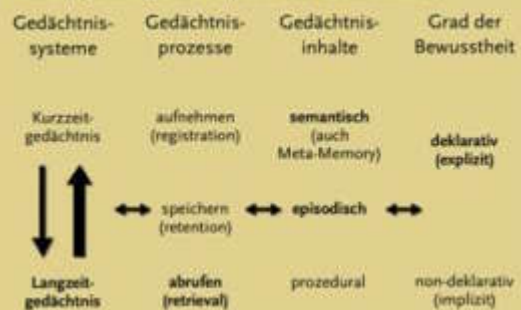 Gedächtnis-
systeme
Gedächtnis-
prozesse
Gedächtnis-
inhalte
Grad der
Bewusstheit
Kurzzeit-
gedächtnis
aufnehmen
(registration)
semantisch
(auch
Meta-Memory)
deklarativ
(explizit)
speichern
(retention)
episodisch
Langzeit-
gedächtnis
abrufen
(retrieval)
prozedural
non-deklarativ
(implizit)